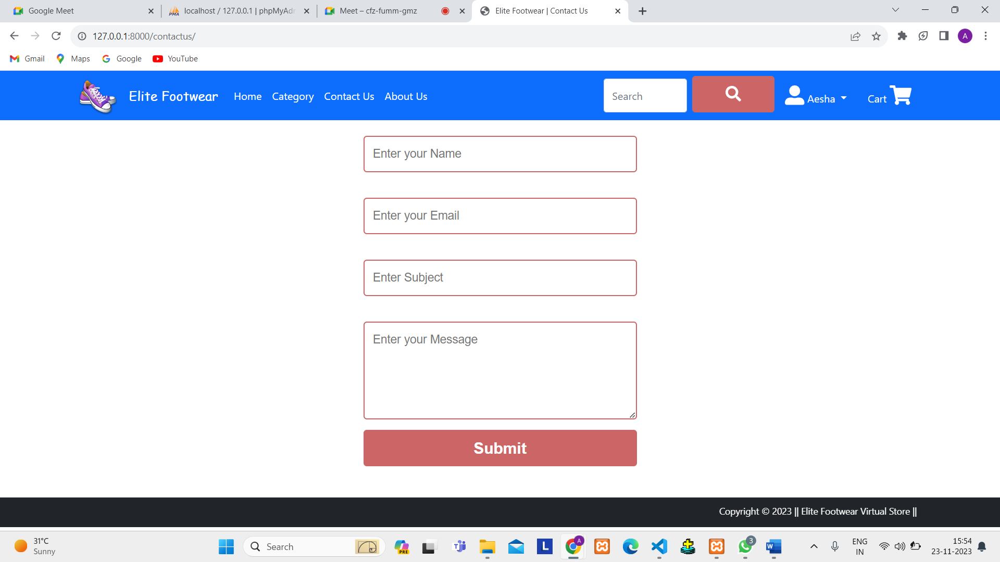 Google Meet
localhost / 127.0.0.1 | phpMyAdr
Meet – cfz-fumm-gmz
Elite Footwear | Contact Us
127.0.0.1:8000/contactus/
A
Gmail
Maps
Google
YouTube
Elite Footwear
Home
Category
Contact Us
About Us
Search
Aesha
Cart
Enter your Name
Enter your Email
Enter Subject
Enter your Message
Submit
Copyright © 2023 || Elite Footwear Virtual Store ||
31°C
Sunny
Search
PRE
L
A
3
W
ENG
IN
15:54
23-11-2023